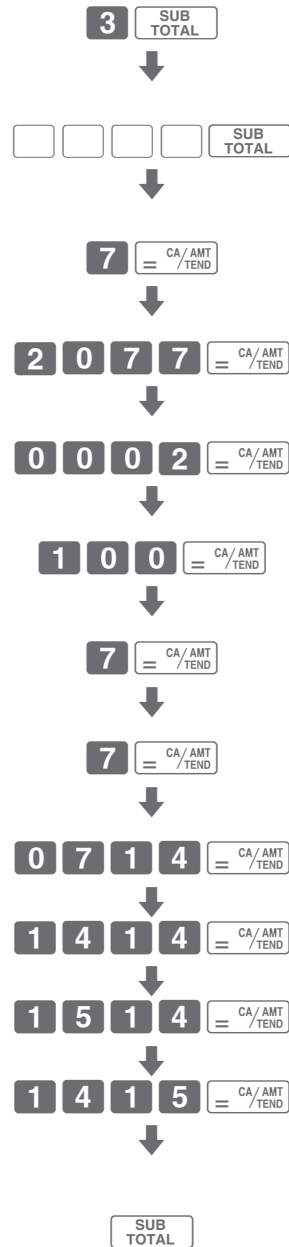 3 SUB
TOTAL
SUB
TOTAL
7 = CA/AMT
/TEND
2 0 7 7 = CA/AMT
/TEND
0 0 0 2 = CA/AMT
/TEND
1 0 0 = CA/AMT
/TEND
7 = CA/AMT
/TEND
7 = CA/AMT
/TEND
0 7 1 4 = CA/AMT
/TEND
1 4 1 4 = CA/AMT
/TEND
1 5 1 4 = CA/AMT
/TEND
1 4 1 5 = CA/AMT
/TEND
SUB
TOTAL